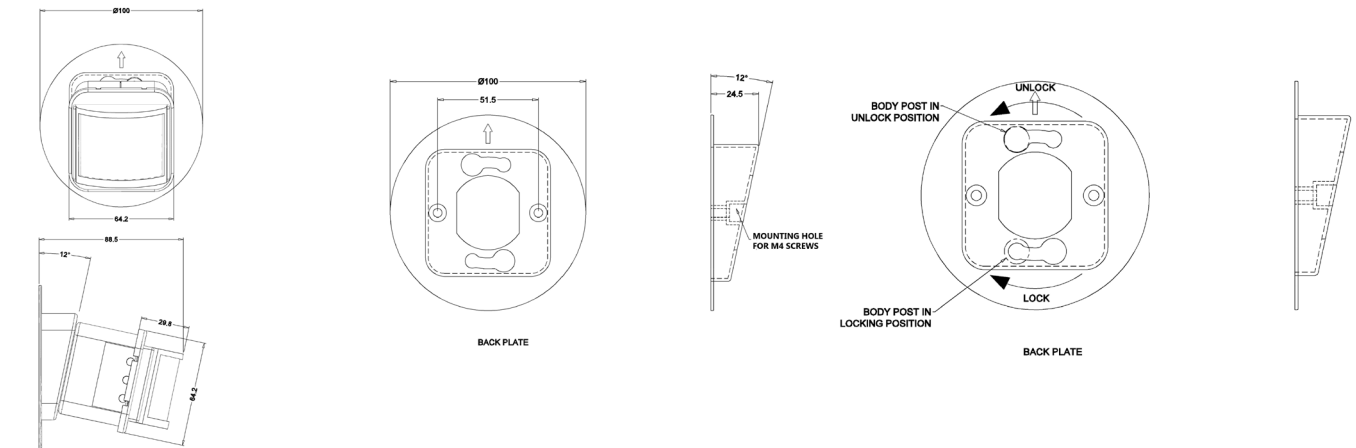 Ø100
64.2
88.5
12°
29.8
64.2
Ø100
51.5
BACK PLATE
12°
24.5
MOUNTING HOLE
FOR M4 SCREWS
UNLOCK
BODY POST IN
UNLOCK POSITION
LOCK
BODY POST IN
LOCKING POSITION
BACK PLATE